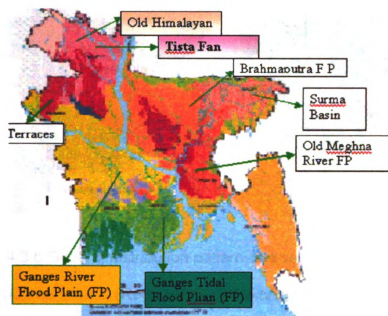 Old Himalayan
Tista Fan
Brahmaoutra F P
Surma
Basin
Terraces
Old Meghna
River FP
Ganges River
Flood Plain (FP)
Ganges Tidal
Flood Plian (FP)